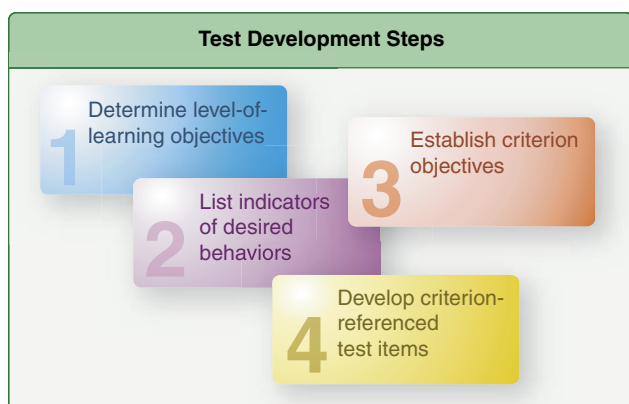 Test Development Steps
1
Determine level-of-
learning objectives
2
List indicators
of desired
behaviors
3
Establish criterion
objectives
4
Develop criterion-
referenced
test items